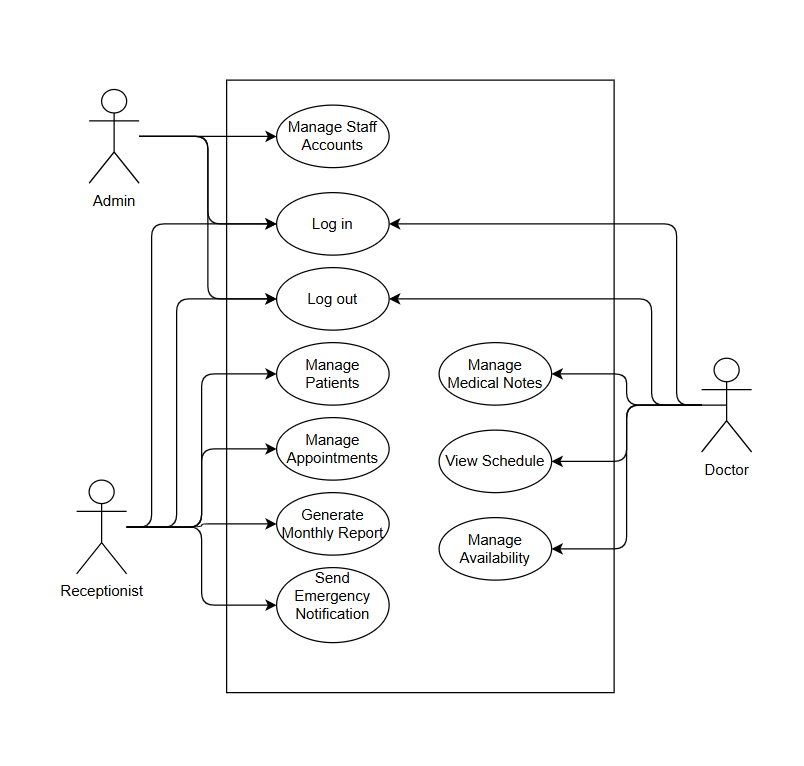 Manage Staff
Accounts
Admin
Log in
Log out
Manage
Patients
Manage
Medical Notes
Manage
Appointments
View Schedule
Doctor
Generate
Monthly Report
Manage
Availability
Receptionist
Send
Emergency
Notification